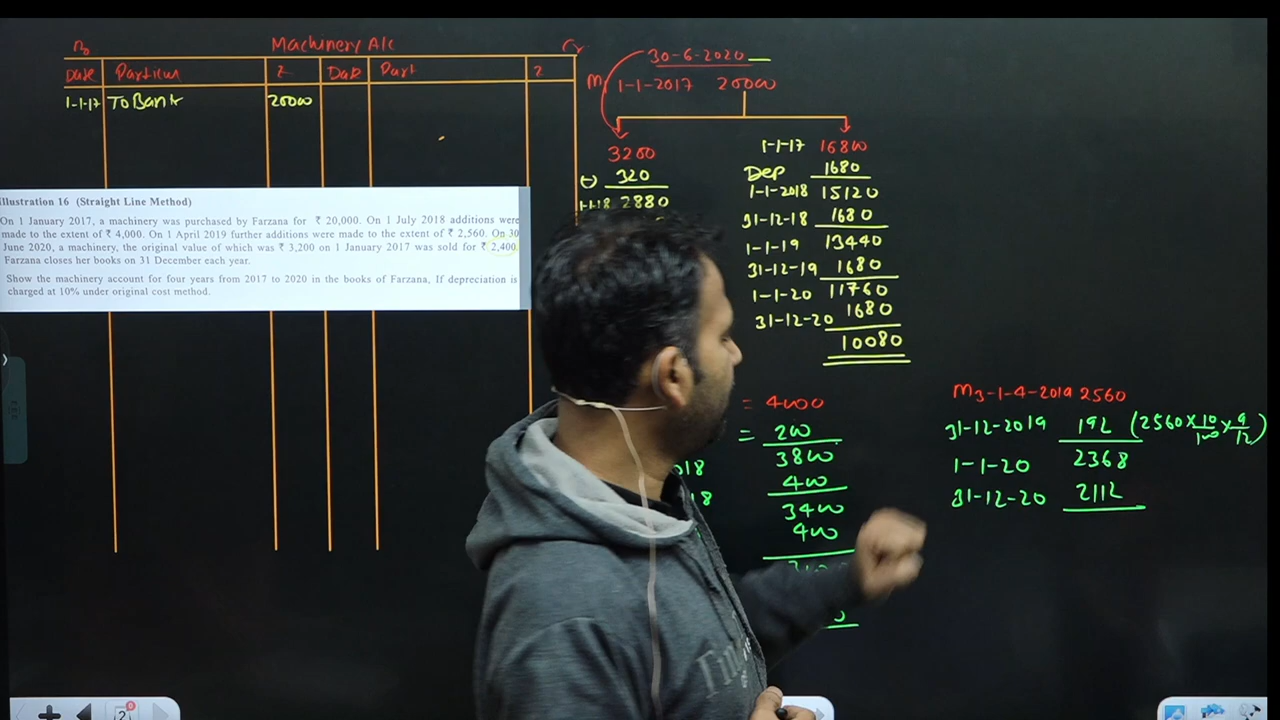 Machinery A/c
Dr
Cr
Date Particum ₹ Date Part ₹
1-1-17 To Bank 20000
Illustration 16 (Straight Line Method)
On 1 January 2017, a machinery was purchased by Farzana for ₹ 20,000. On 1 July 2018 additions were
made to the extent of ₹ 4,000. On 1 April 2019 further additions were made to the extent of ₹ 2,560. On 30
June 2020, a machinery, the original value of which was ₹ 3,200 on 1 January 2017 was sold for ₹ 2,400.
Farzana closes her books on 31 December each year.
Show the machinery account for four years from 2017 to 2020 in the books of Farzana, If depreciation is
charged at 10% under original cost method.
30-6-2020
M 1-1-2017 20000
3200
(-) 320
1-1-18 2880
1-1-17 16800
Dep 1680
1-1-2018 15120
31-12-18 1680
1-1-19 13440
31-12-19 1680
1-1-20 11760
31-12-20 1680
10080
= 4000
= 200
3800
400
3400
400
M3-1-4-2019 2560
31-12-2019 192 (2560×10/100×9/12)
1-1-20 2368
31-12-20 2112
2